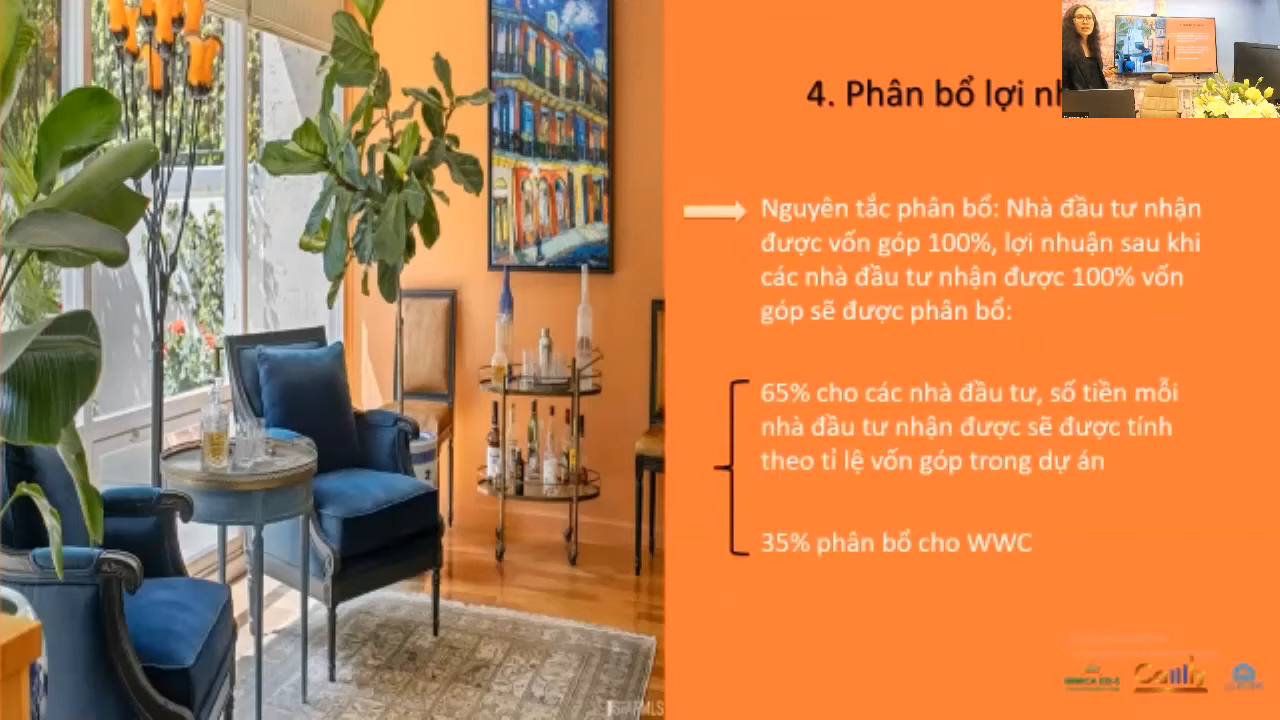 4. Phân bổ lợi
Nguyên tắc phân bổ: Nhà đầu tư nhận
được vốn góp 100%, lợi nhuận sau khi
các nhà đầu tư nhận được 100% vốn
góp sẽ được phân bổ:
65% cho các nhà đầu tư, số tiền mỗi
nhà đầu tư nhận được sẽ được tính
theo tỉ lệ vốn góp trong dự án
35% phân bổ cho WWC